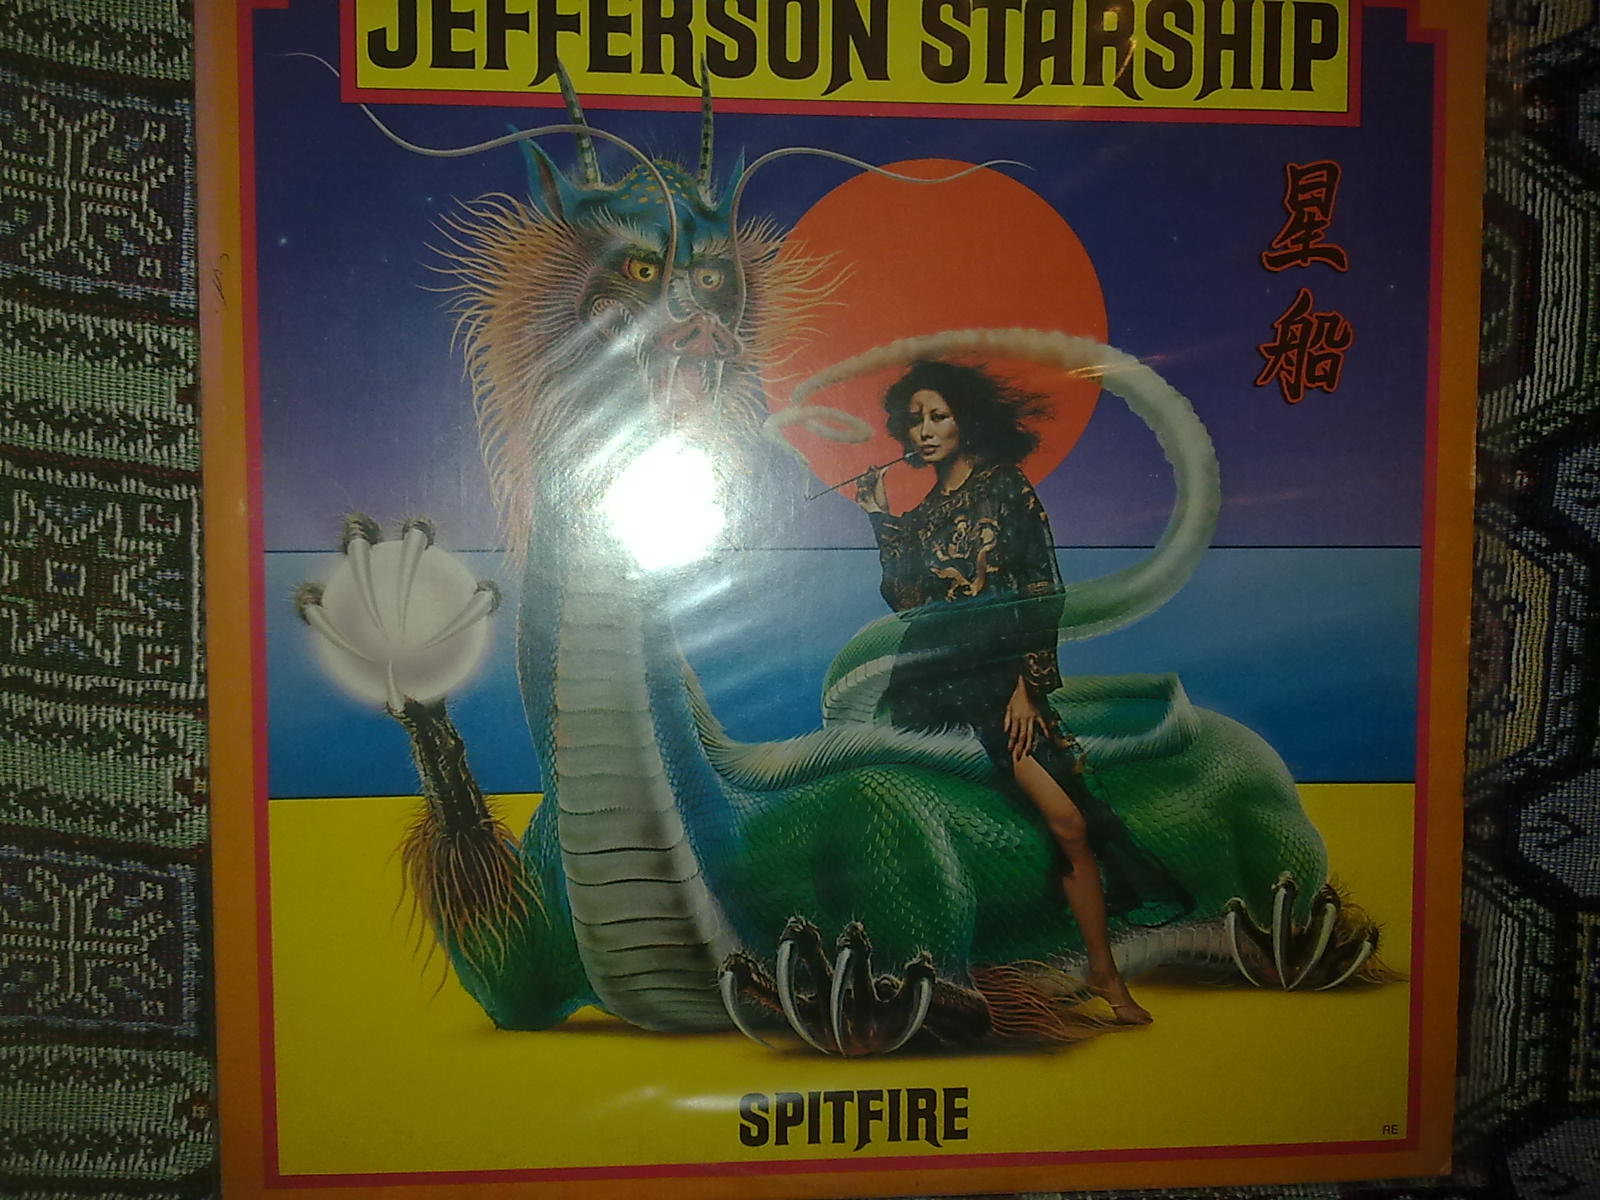 JEFFERSON STARSHIP
星船
SPITFIRE
RE